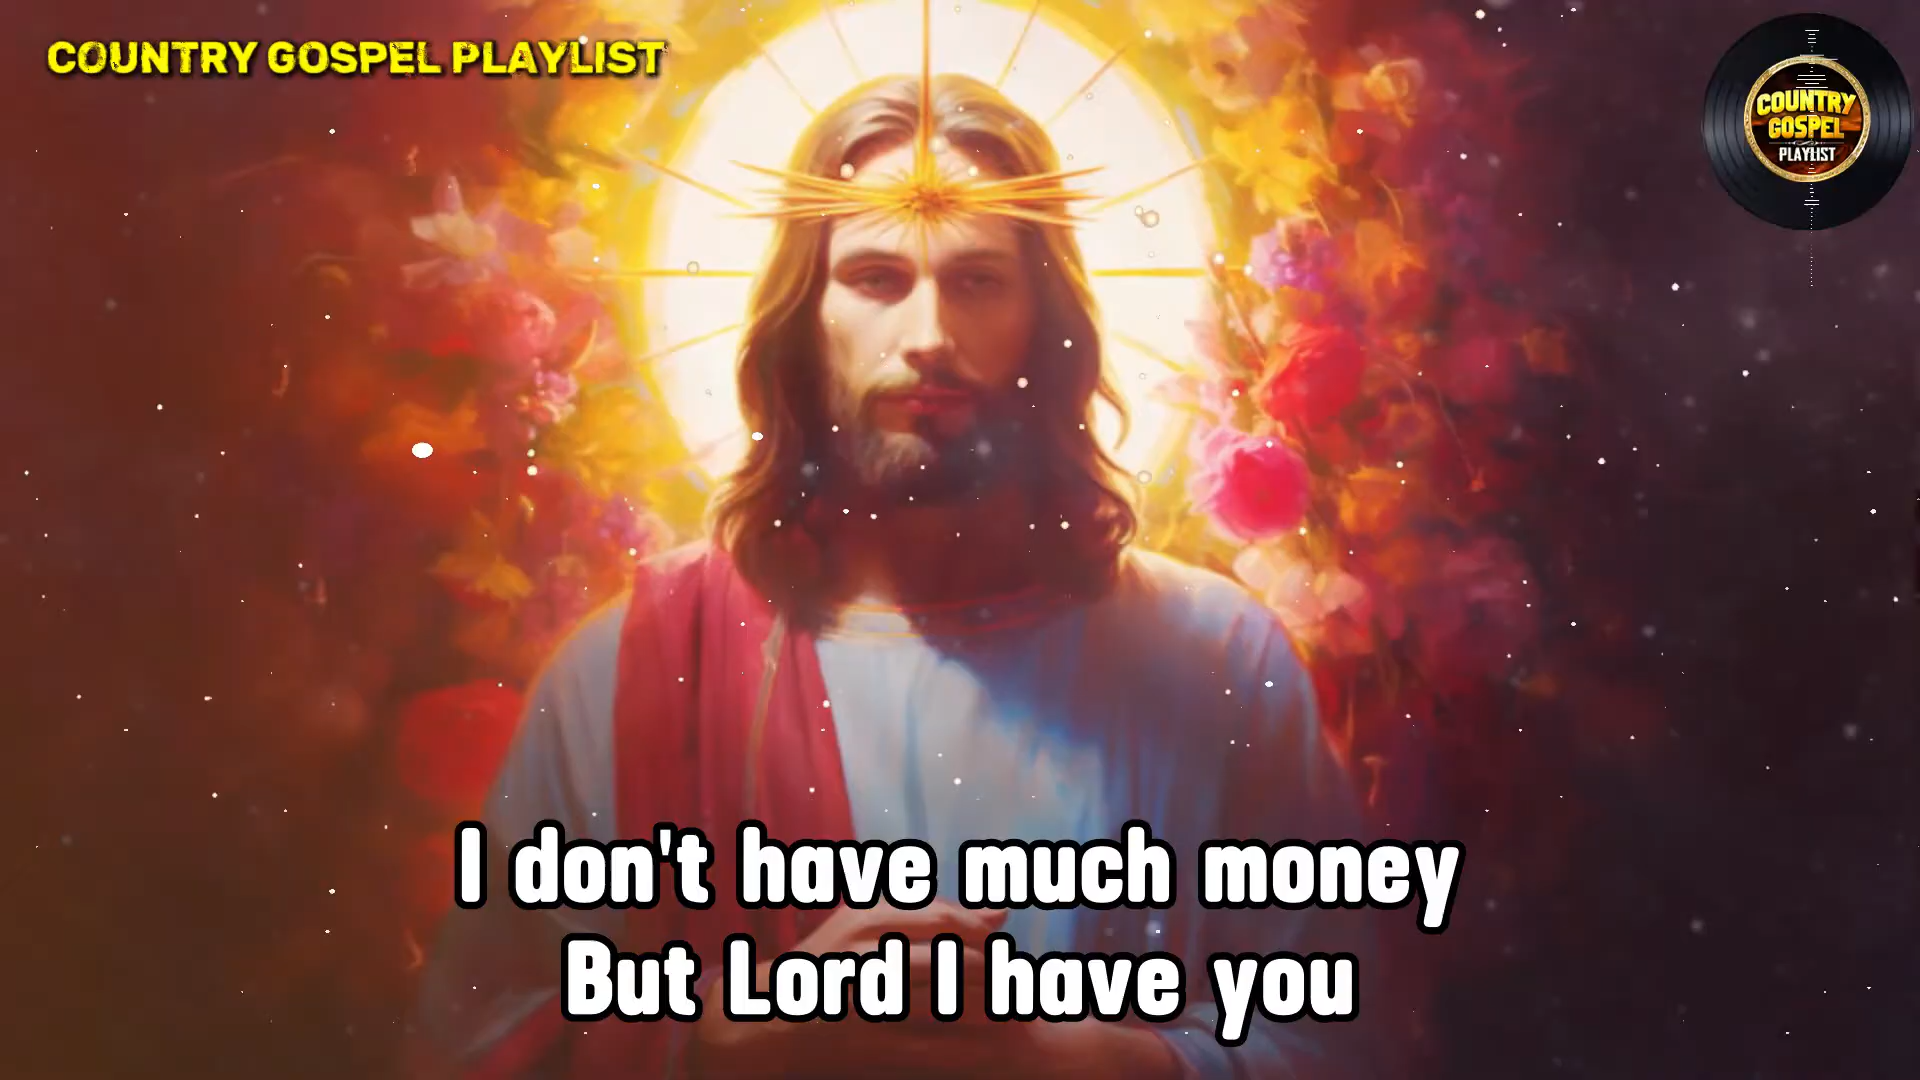 COUNTRY GOSPEL PLAYLIST
COUNTRY
GOSPEL
PLAYLIST
I don't have much money
But Lord I have you